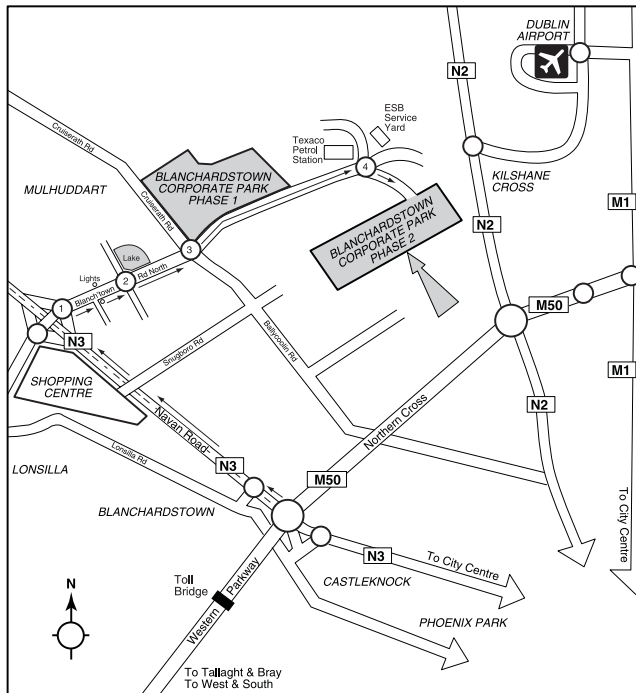 DUBLIN
AIRPORT
N2
ESB
Service
Yard
Texaco
Petrol
Station
Cruiserath Rd
4
BLANCHARDSTOWN
CORPORATE PARK
PHASE 1
KILSHANE
CROSS
MULHUDDART
Cruiserath Rd
M1
BLANCHARDSTOWN
CORPORATE PARK
PHASE 2
N2
3
Lake
Lights
2
Blanch'town Rd North
1
M50
N3
Snugboro Rd
Ballycoolin Rd
SHOPPING
CENTRE
M1
N2
Northern Cross
Navan Road
Lonsilla Rd
N3
LONSILLA
M50
BLANCHARDSTOWN
To City Centre
N3
To City Centre
Toll
Bridge
Western Parkway
CASTLEKNOCK
N
PHOENIX PARK
To Tallaght & Bray
To West & South